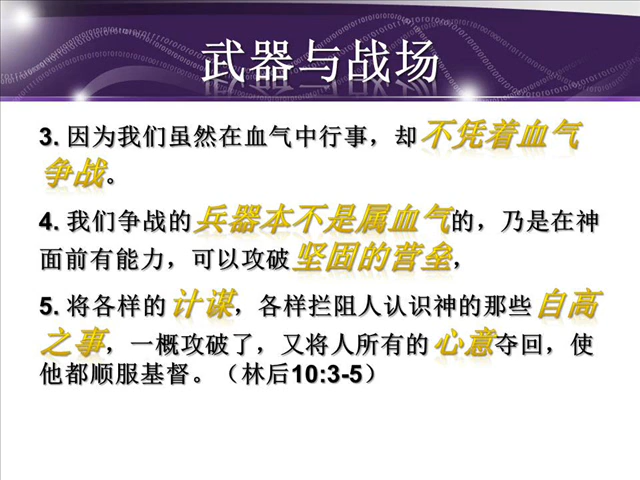 武器与战场
3. 因为我们虽然在血气中行事，却不凭着血气
争战。
4. 我们争战的兵器本不是属血气的，乃是在神
面前有能力，可以攻破坚固的营垒，
5. 将各样的计谋，各样拦阻人认识神的那些自高
之事，一概攻破了，又将人所有的心意夺回，使
他都顺服基督。（林后10:3-5）